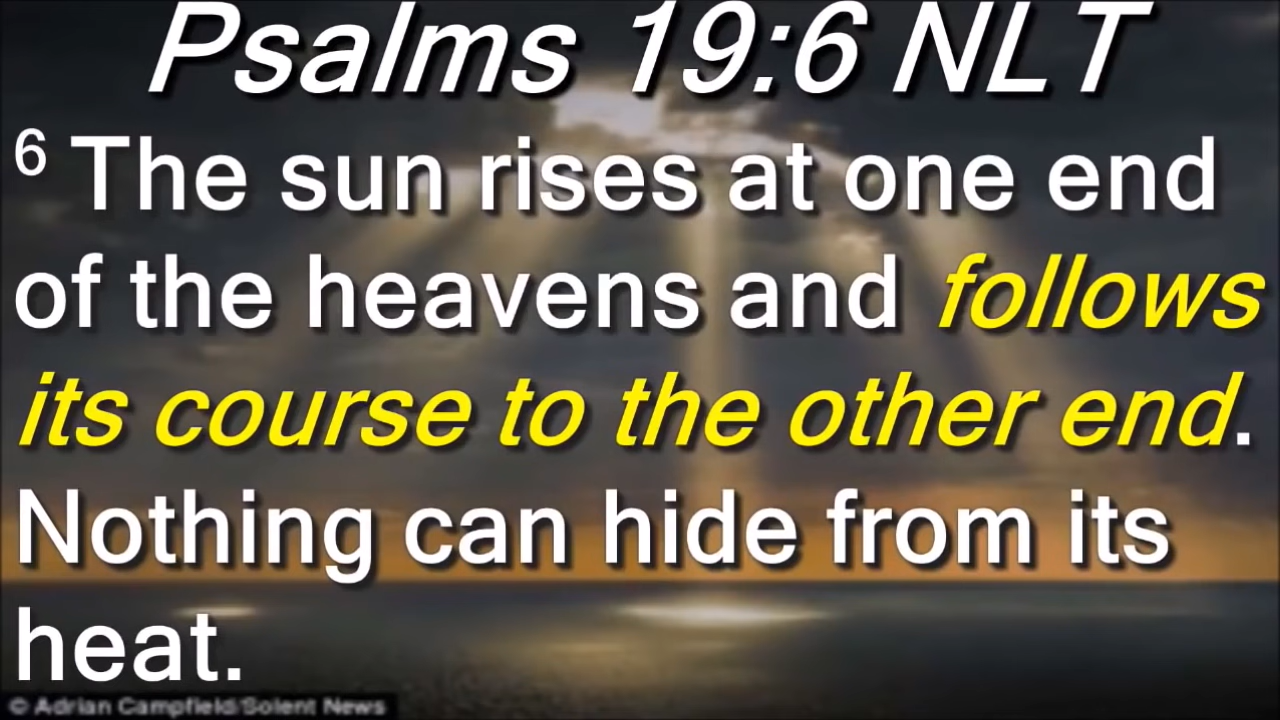 Psalms 19:6 NLT
6 The sun rises at one end
of the heavens and follows
its course to the other end.
Nothing can hide from its
heat.
© Adrian Campfield/Solent News